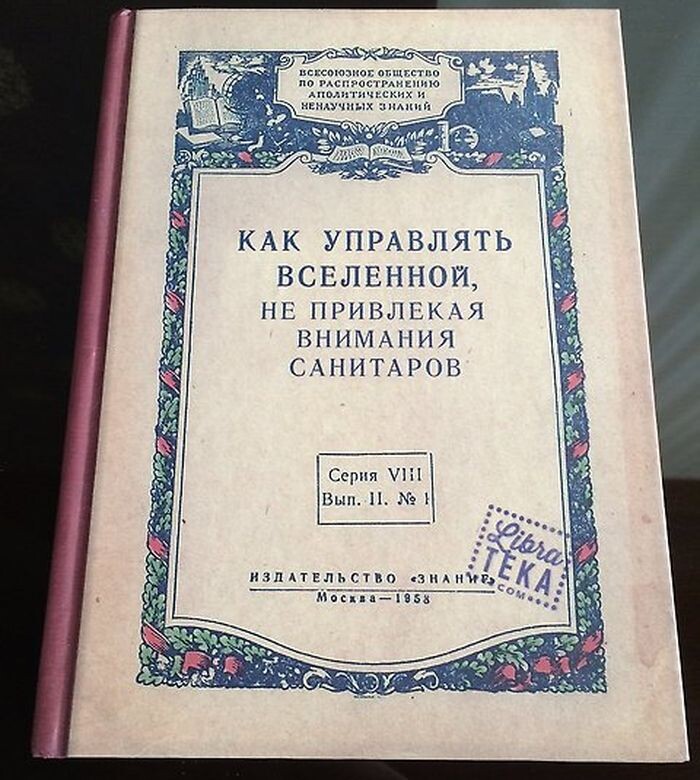 ВСЕСОЮЗНОЕ ОБЩЕСТВО
ПО РАСПРОСТРАНЕНИЮ
АПОЛИТИЧЕСКИХ И
НЕНАУЧНЫХ ЗНАНИЙ
КАК УПРАВЛЯТЬ
ВСЕЛЕННОЙ,
НЕ ПРИВЛЕКАЯ
ВНИМАНИЯ
САНИТАРОВ
Серия VIII
Вып. II. № 1
ИЗДАТЕЛЬСТВО «ЗНАНИЕ»
Москва—1958
Libra
ТЕКА
.COM